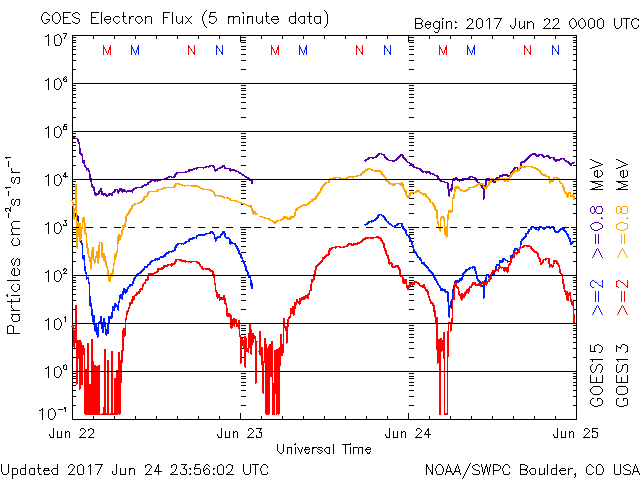 GOES Electron Flux (5 minute data)
Begin: 2017 Jun 22 0000 UTC
M M N N M M N N M M N N
10⁷
10⁶
10⁵
10⁴
10³
10²
10¹
10⁰
10⁻¹
Particles cm⁻²s⁻¹sr⁻¹
GOES15 >=2 >=0.8 MeV
GOES13 >=2 >=0.8 MeV
Jun 22 Jun 23 Jun 24 Jun 25
Universal Time
Updated 2017 Jun 24 23:56:02 UTC
NOAA/SWPC Boulder, CO USA